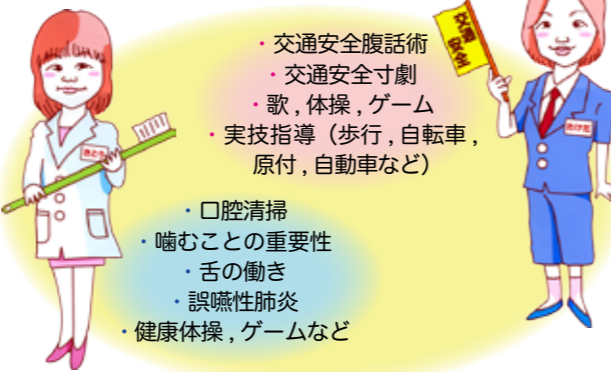 ・交通安全腹話術
・交通安全寸劇
・歌,体操,ゲーム
・実技指導（歩行,自転車,
原付,自動車など）
交通安全
・口腔清掃
・噛むことの重要性
・舌の働き
・誤嚥性肺炎
・健康体操,ゲームなど